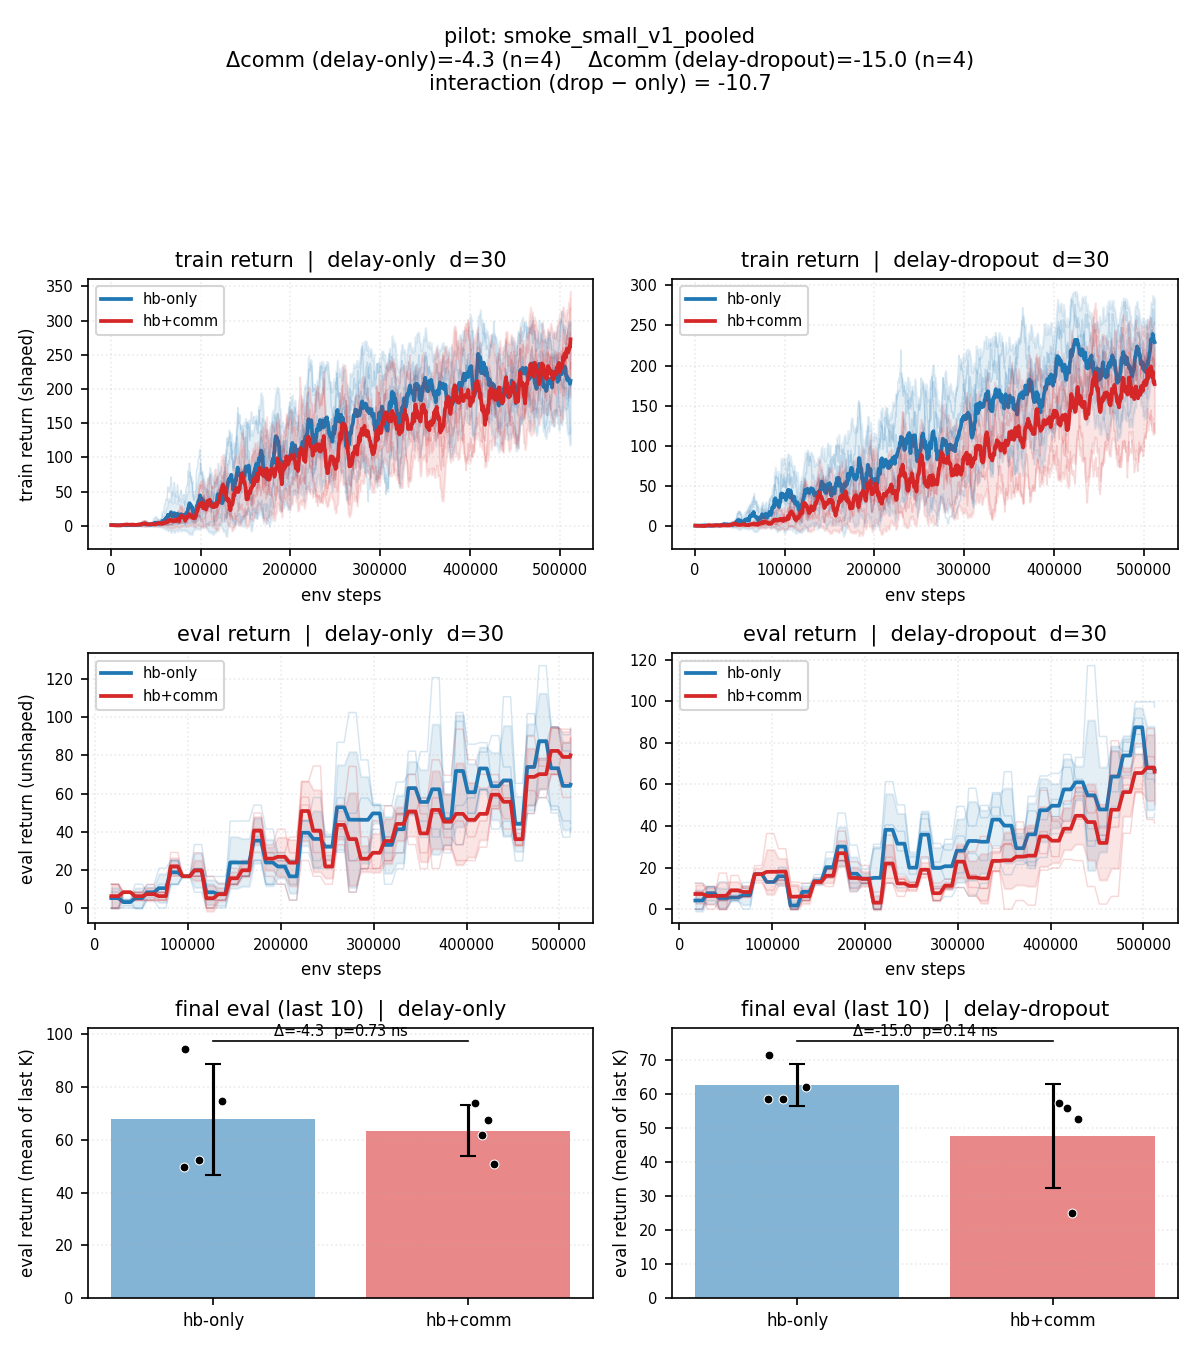 pilot: smoke_small_v1_pooled
Δcomm (delay-only)=-4.3 (n=4)    Δcomm (delay-dropout)=-15.0 (n=4)
interaction (drop − only) = -10.7
train return  |  delay-only  d=30
train return (shaped)
350
300
250
200
150
100
50
0
hb-only
hb+comm
0 100000 200000 300000 400000 500000
env steps
train return  |  delay-dropout  d=30
300
250
200
150
100
50
0
hb-only
hb+comm
0 100000 200000 300000 400000 500000
env steps
eval return  |  delay-only  d=30
eval return (unshaped)
120
100
80
60
40
20
0
hb-only
hb+comm
0 100000 200000 300000 400000 500000
env steps
eval return  |  delay-dropout  d=30
120
100
80
60
40
20
0
hb-only
hb+comm
0 100000 200000 300000 400000 500000
env steps
final eval (last 10)  |  delay-only
Δ=-4.3  p=0.73 ns
eval return (mean of last K)
100
80
60
40
20
0
hb-only hb+comm
final eval (last 10)  |  delay-dropout
Δ=-15.0  p=0.14 ns
eval return (mean of last K)
70
60
50
40
30
20
10
0
hb-only hb+comm